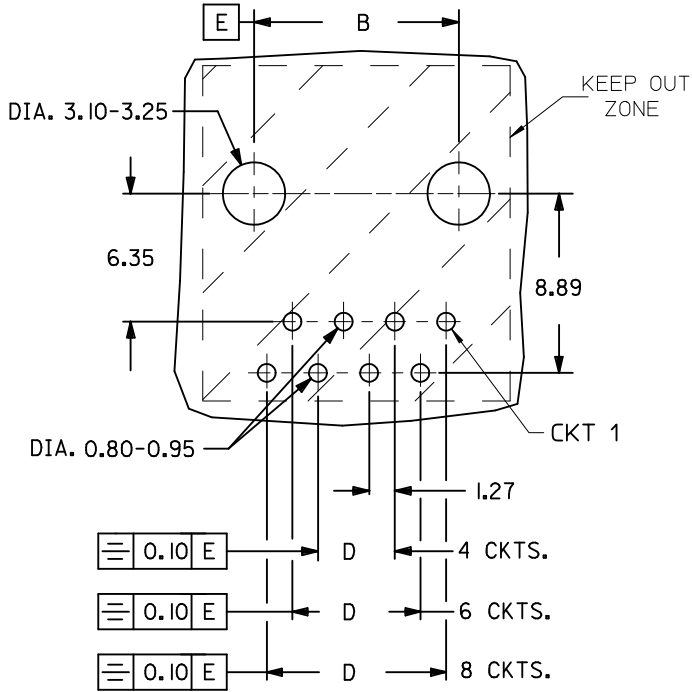 E B
KEEP OUT
ZONE
DIA. 3.10-3.25
6.35
8.89
DIA. 0.80-0.95
CKT 1
1.27
0.10 E D 4 CKTS.
0.10 E D 6 CKTS.
0.10 E D 8 CKTS.